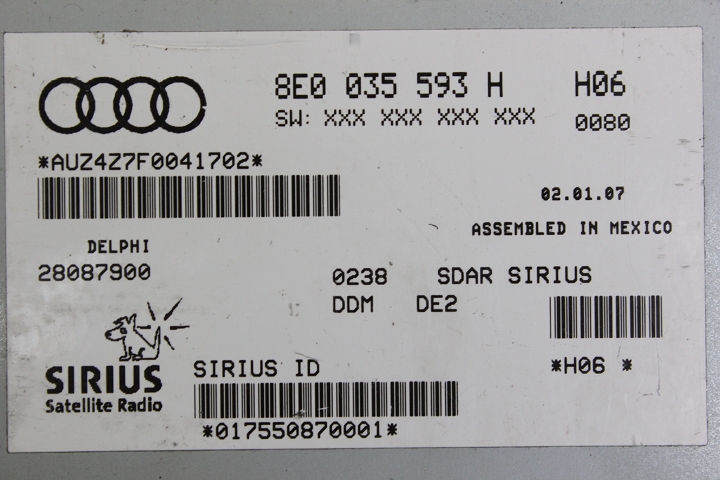 8E0 035 593 H H06
SW: XXX XXX XXX XXX 0080
*AUZ4Z7F0041702*
02.01.07
ASSEMBLED IN MEXICO
DELPHI
28087900
0238 SDAR SIRIUS
DDM DE2
SIRIUS
Satellite Radio
SIRIUS ID
*H06 *
*017550870001*